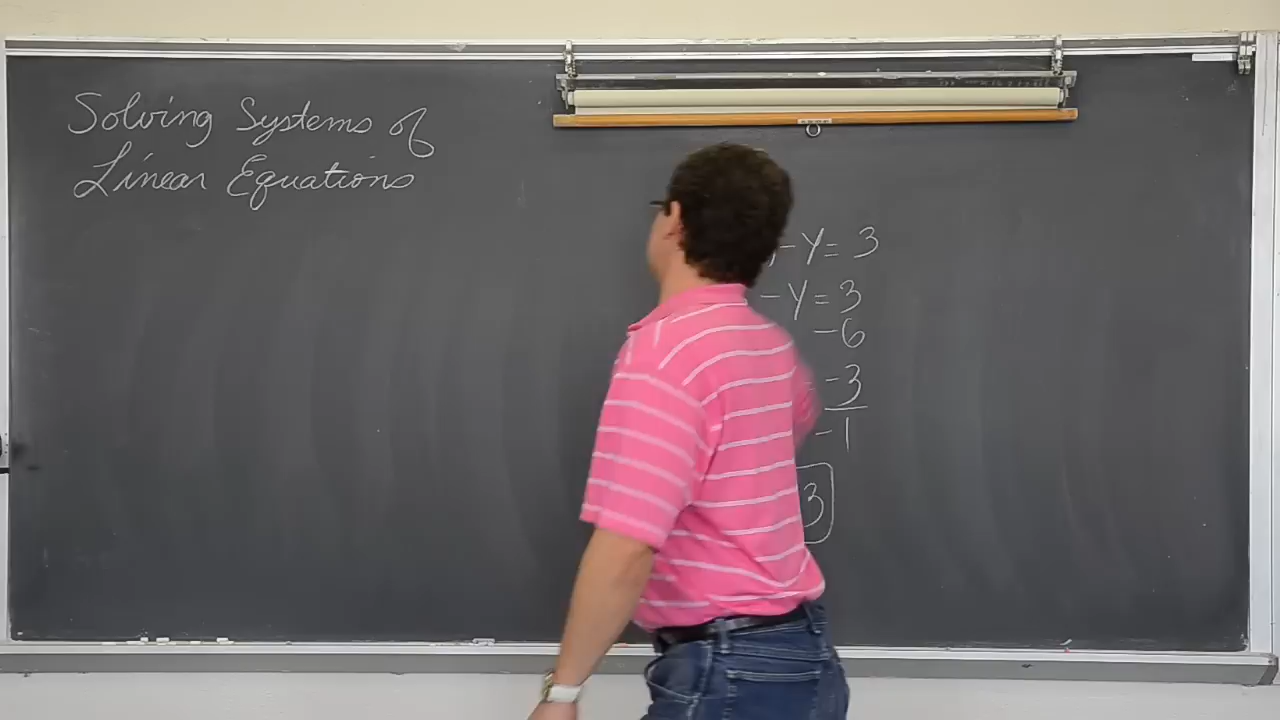 Solving Systems of
Linear Equations
-Y= 3
-Y=3
-6
-3
-1
3